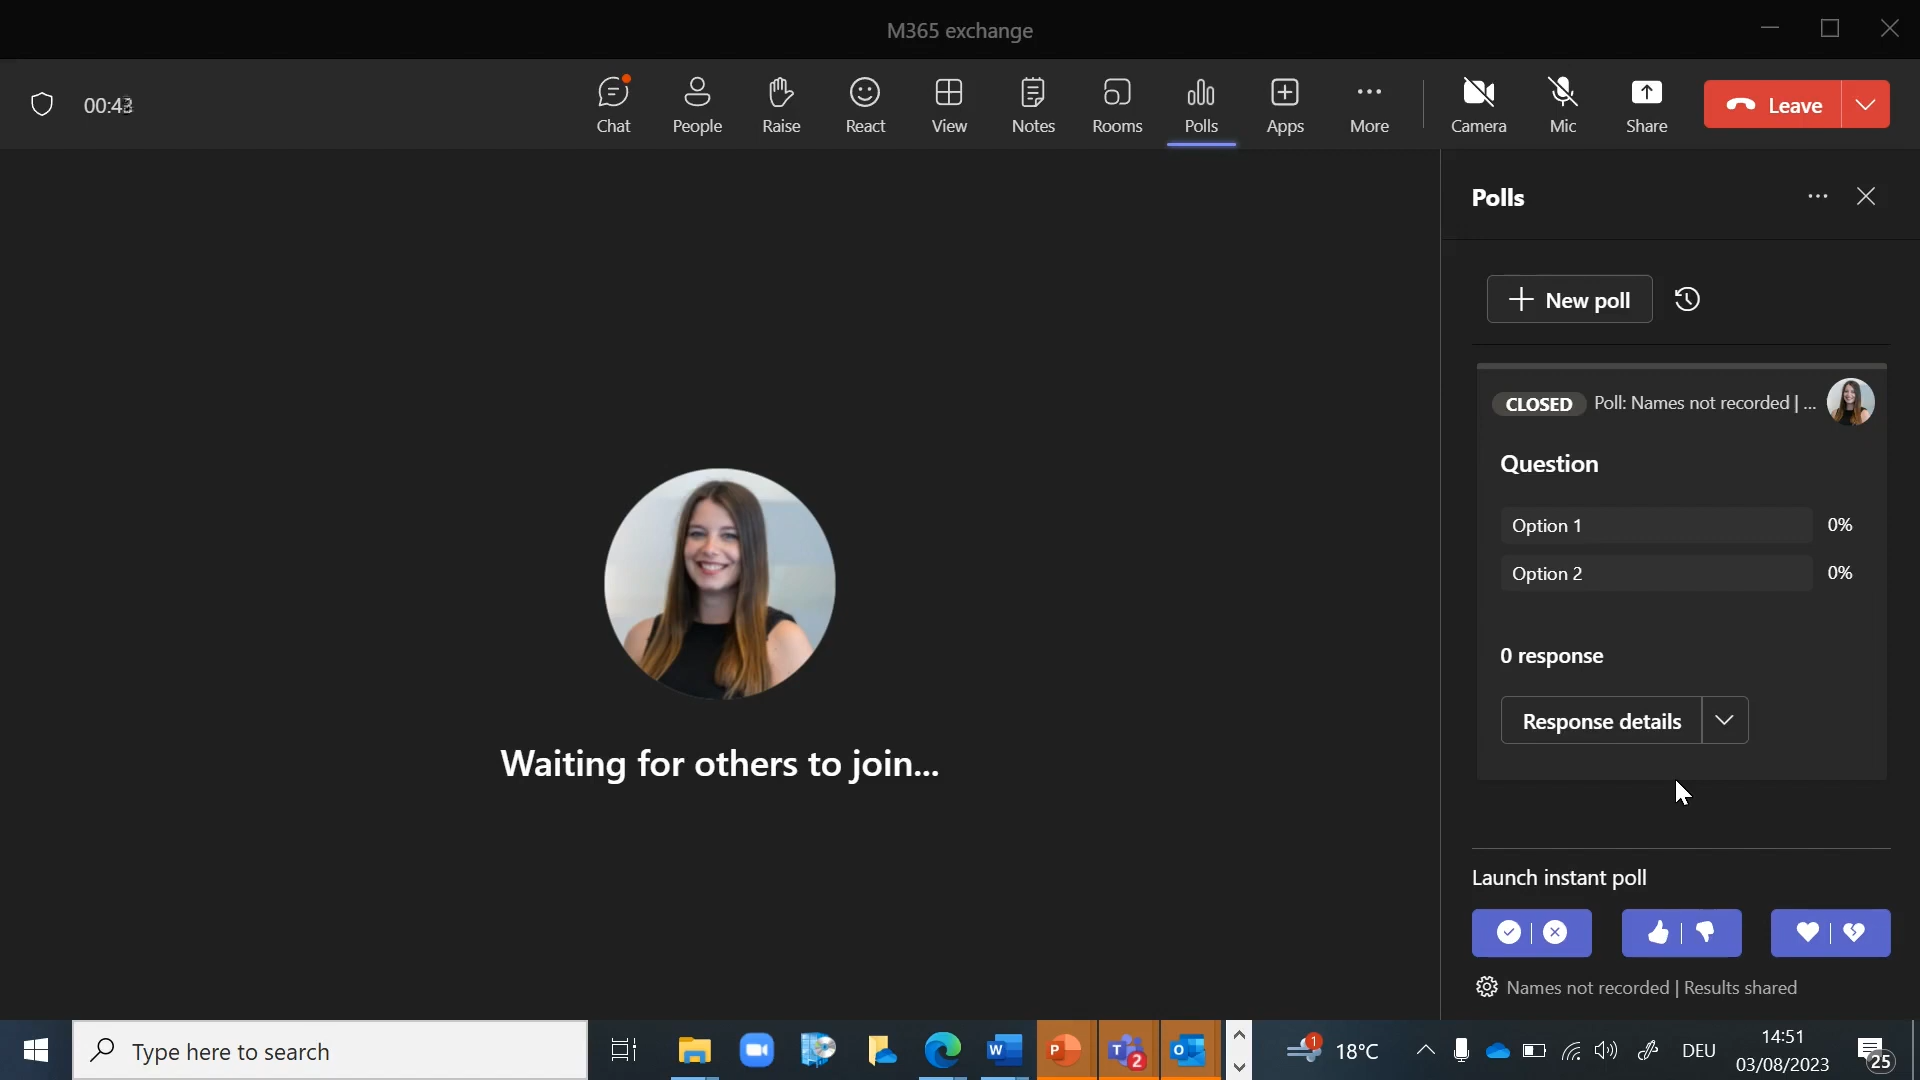 M365 exchange
00:43
Chat People Raise React View Notes Rooms Polls Apps More Camera Mic Share Leave
Polls
New poll
CLOSED Poll: Names not recorded | ...
Question
Option 1 0%
Option 2 0%
0 response
Response details
Waiting for others to join...
Launch instant poll
Names not recorded | Results shared
Type here to search
W
P
T 2
O
1
18°C
DEU
14:51
03/08/2023
25